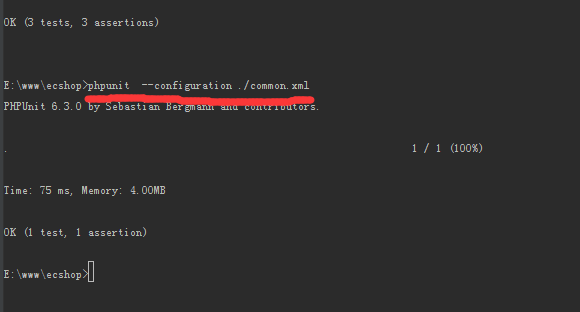 OK (3 tests, 3 assertions)
E:\www\ecshop>phpunit  --configuration ./common.xml
PHPUnit 6.3.0 by Sebastian Bergmann and contributors.
.                                                                   1 / 1 (100%)
Time: 75 ms, Memory: 4.00MB
OK (1 test, 1 assertion)
E:\www\ecshop>